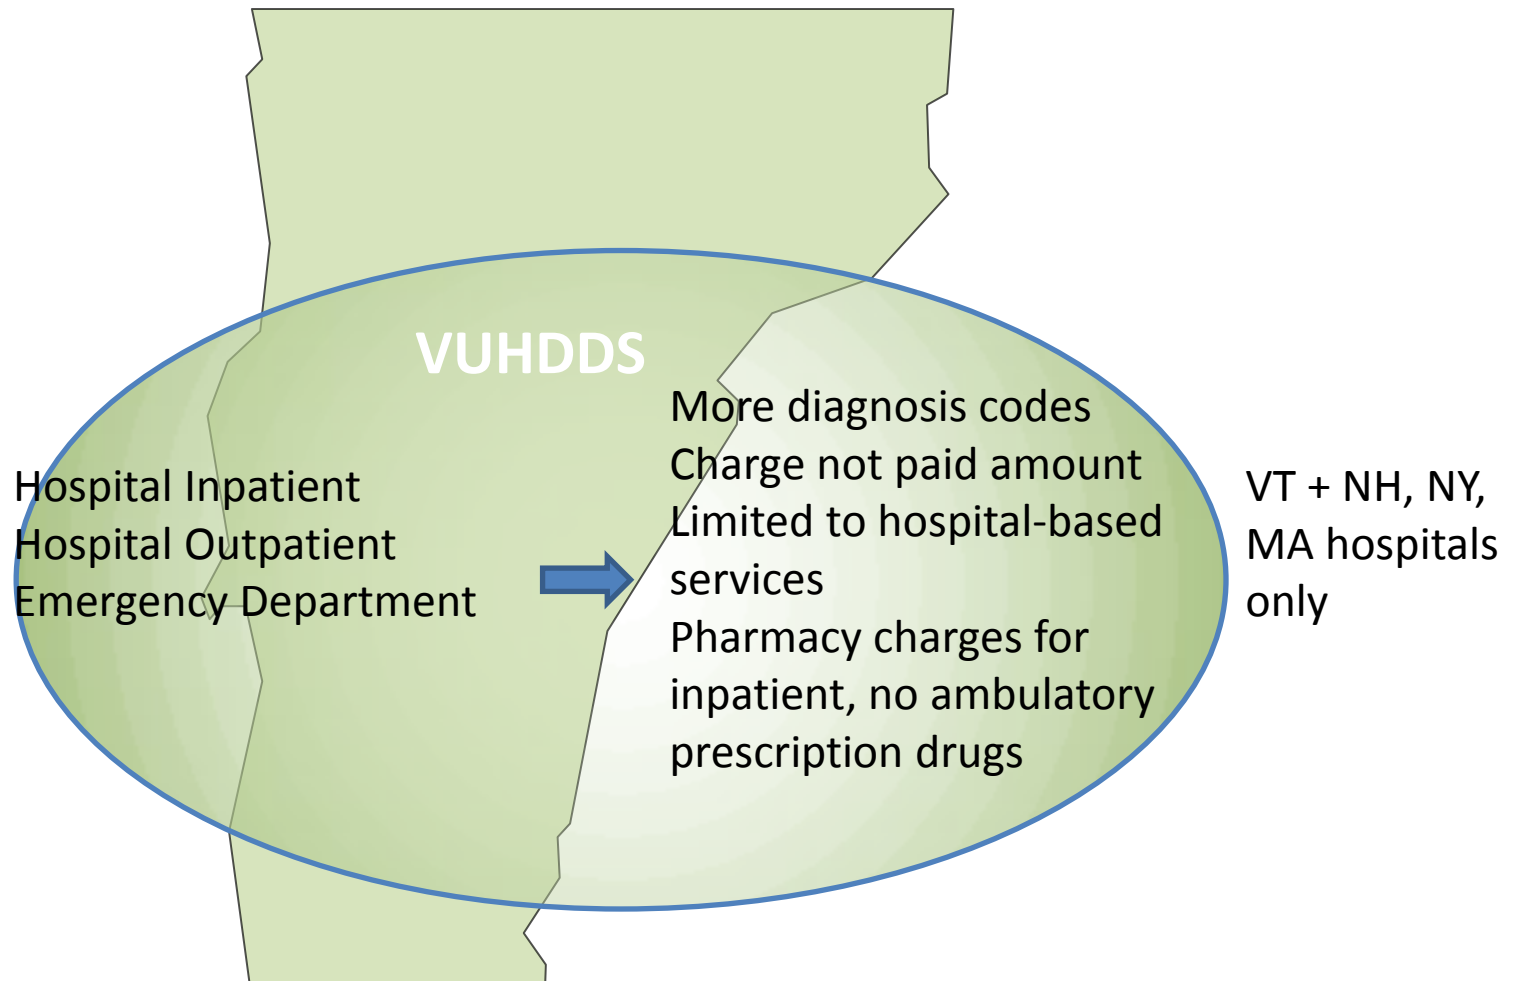 VUHDDS
Hospital Inpatient
Hospital Outpatient
Emergency Department
More diagnosis codes
Charge not paid amount
Limited to hospital-based
services
Pharmacy charges for
inpatient, no ambulatory
prescription drugs
VT + NH, NY,
MA hospitals
only